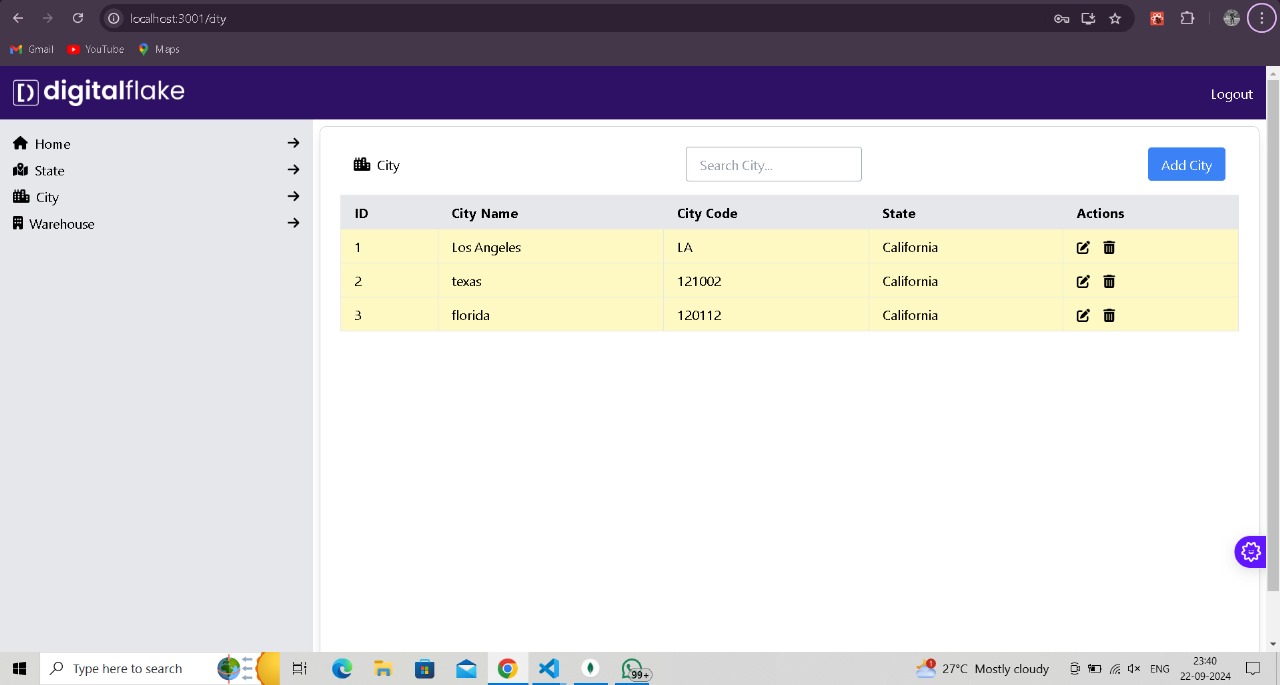 localhost:3001/city
Gmail YouTube Maps
digitalflake
Logout
Home
State
City
Warehouse
City
Search City...
Add City
ID City Name City Code State Actions
1 Los Angeles LA California
2 texas 121002 California
3 florida 120112 California
Type here to search
99+
1
27°C Mostly cloudy
ENG
23:40
22-09-2024